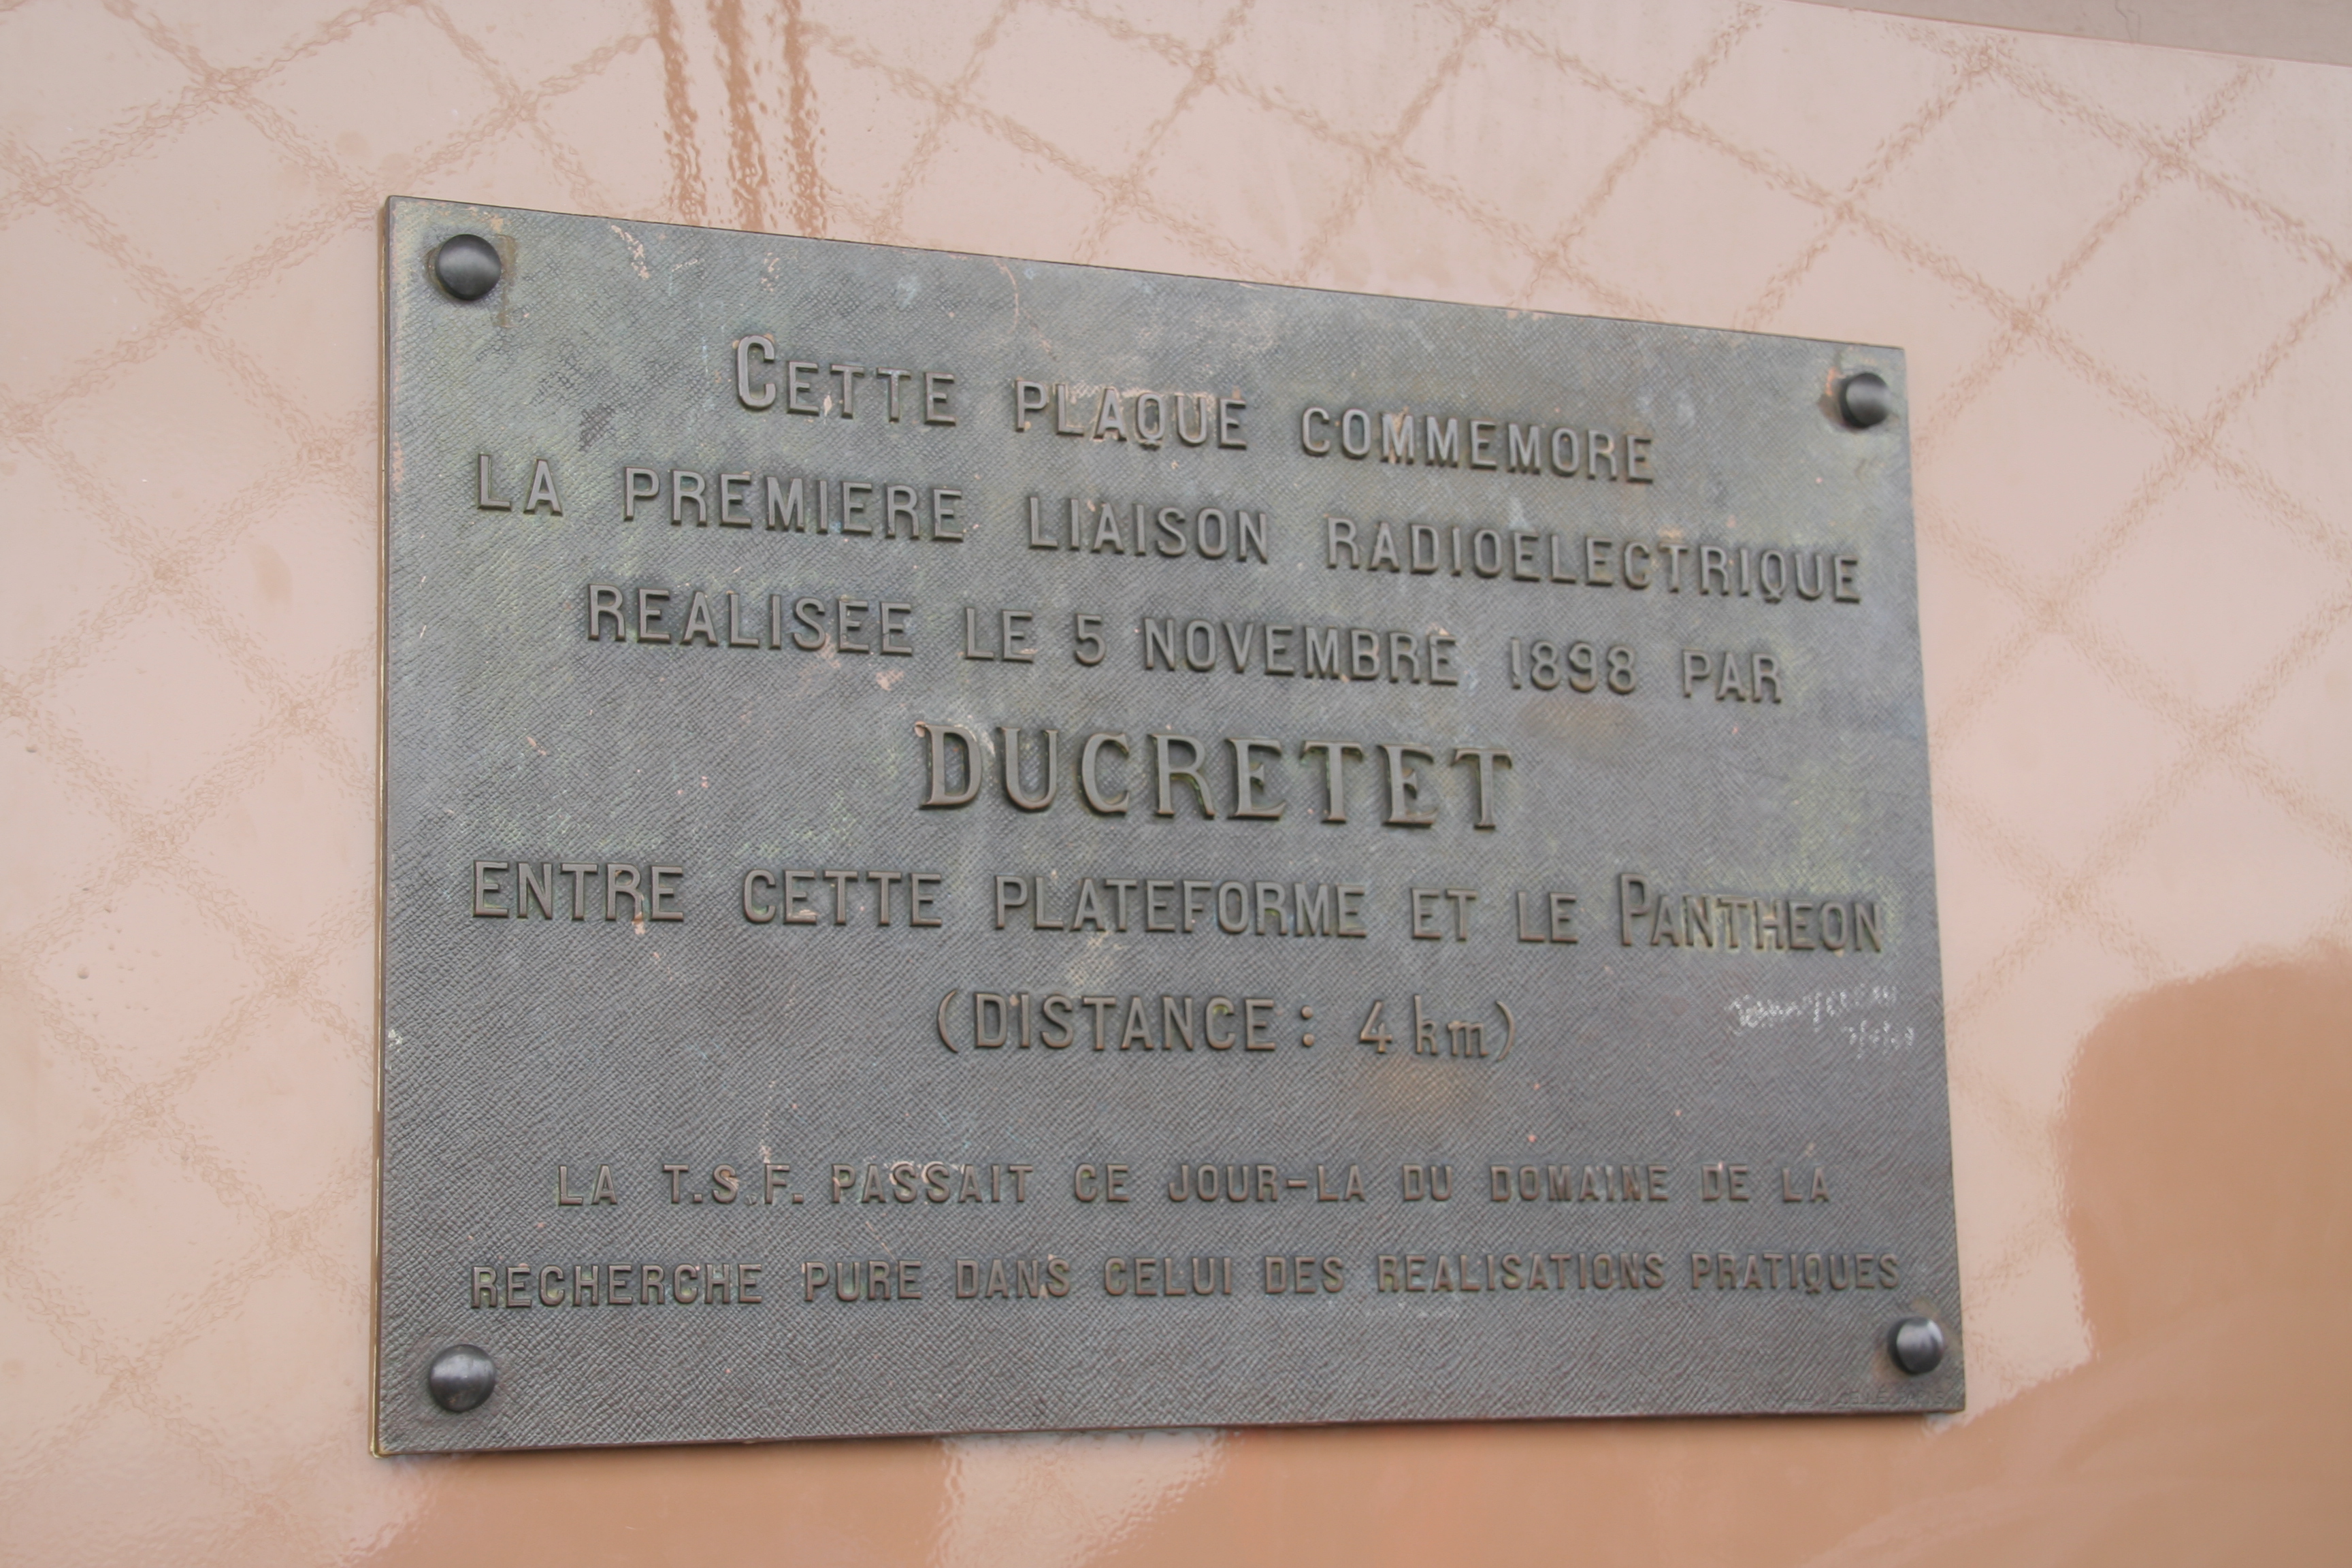 CETTE PLAQUE COMMEMORE
LA PREMIERE LIAISON RADIOELECTRIQUE
REALISEE LE 5 NOVEMBRE 1898 PAR
DUCRETET
ENTRE CETTE PLATEFORME ET LE PANTHEON
(DISTANCE : 4 km)
LA T.S.F. PASSAIT CE JOUR-LA DU DOMAINE DE LA
RECHERCHE PURE DANS CELUI DES REALISATIONS PRATIQUES